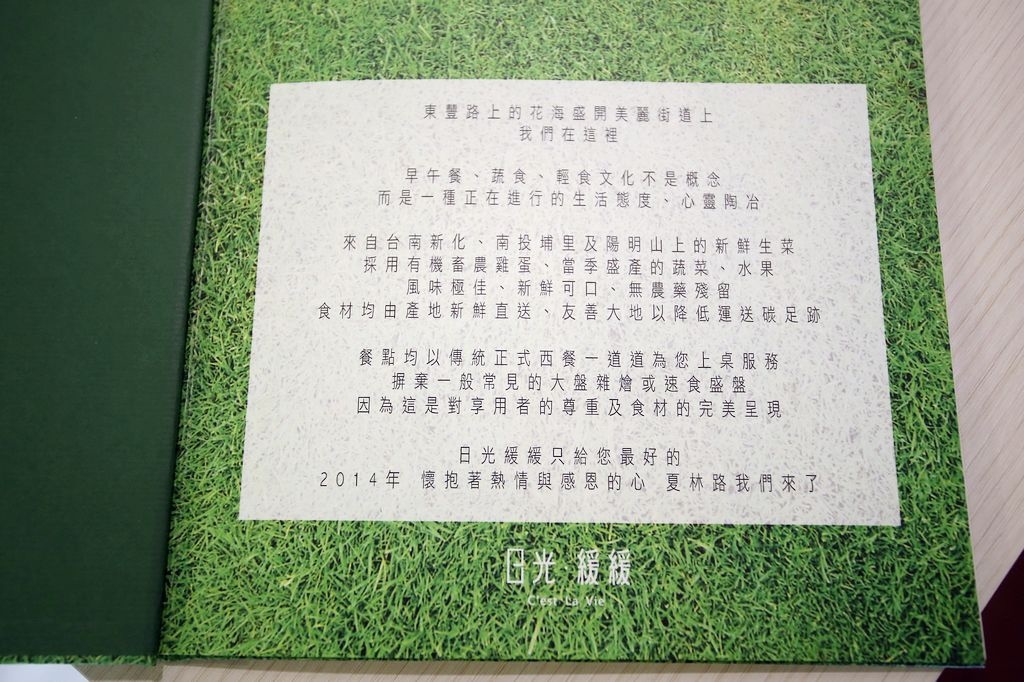 東豐路上的花海盛開美麗街道上
我們在這裡
早午餐、蔬食、輕食文化不是概念
而是一種正在進行的生活態度、心靈陶冶
來自台南新化、南投埔里及陽明山上的新鮮生菜
採用有機畜農雞蛋、當季盛產的蔬菜、水果
風味極佳、新鮮可口、無農藥殘留
食材均由產地新鮮直送、友善大地以降低運送碳足跡
餐點均以傳統正式西餐一道道為您上桌服務
摒棄一般常見的大盤雜燴或速食盛盤
因為這是對享用者的尊重及食材的完美呈現
日光緩緩只給您最好的
2014年 懷抱著熱情與感恩的心 夏林路我們來了
日光·緩緩
C'est La Vie